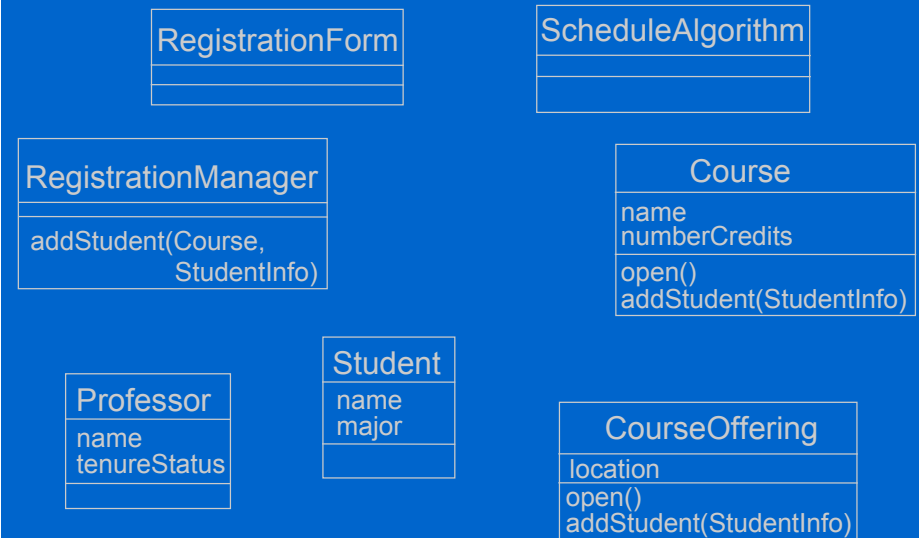 RegistrationForm
ScheduleAlgorithm
RegistrationManager
addStudent(Course,
StudentInfo)
Course
name
numberCredits
open()
addStudent(StudentInfo)
Student
name
major
Professor
name
tenureStatus
CourseOffering
location
open()
addStudent(StudentInfo)